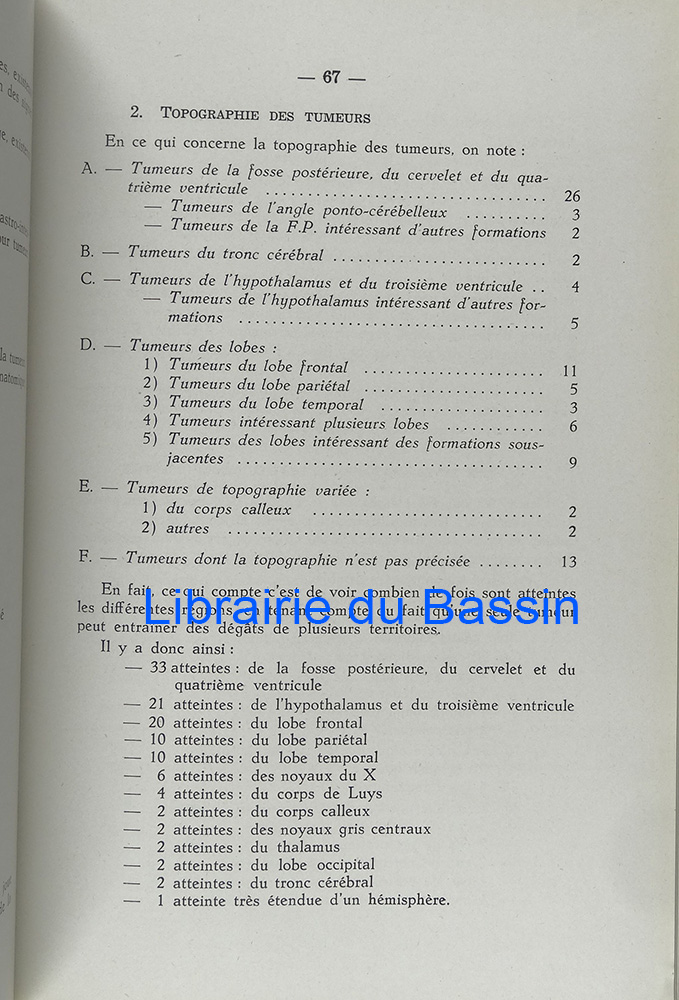 — 67 —
2. TOPOGRAPHIE DES TUMEURS
En ce qui concerne la topographie des tumeurs, on note :
A. — Tumeurs de la fosse postérieure, du cervelet et du qua-
trième ventricule .................................. 26
— Tumeurs de l'angle ponto-cérébelleux .......... 3
— Tumeurs de la F.P. intéressant d'autres formations 2
B. — Tumeurs du tronc cérébral .......................... 2
C. — Tumeurs de l'hypothalamus et du troisième ventricule .. 4
— Tumeurs de l'hypothalamus intéressant d'autres for-
mations ..................................... 5
D. — Tumeurs des lobes :
1) Tumeurs du lobe frontal ...................... 11
2) Tumeurs du lobe pariétal ...................... 5
3) Tumeurs du lobe temporal .................... 3
4) Tumeurs intéressant plusieurs lobes ............ 6
5) Tumeurs des lobes intéressant des formations sous-
jacentes ..................................... 9
E. — Tumeurs de topographie variée :
1) du corps calleux ............................ 2
2) autres ...................................... 2
F. — Tumeurs dont la topographie n'est pas précisée ........ 13
En fait, ce qui compte c'est de voir combien de fois sont atteintes
les différentes régions, en tenant compte du fait qu'une seule tumeur
peut entraîner des dégâts de plusieurs territoires.
Librairie du Bassin
Il y a donc ainsi :
— 33 atteintes : de la fosse postérieure, du cervelet et du
quatrième ventricule
— 21 atteintes : de l'hypothalamus et du troisième ventricule
— 20 atteintes : du lobe frontal
— 10 atteintes : du lobe pariétal
— 10 atteintes : du lobe temporal
— 6 atteintes : des noyaux du X
— 4 atteintes : du corps de Luys
— 2 atteintes : du corps calleux
— 2 atteintes : des noyaux gris centraux
— 2 atteintes : du thalamus
— 2 atteintes : du lobe occipital
— 2 atteintes : du tronc cérébral
— 1 atteinte très étendue d'un hémisphère.